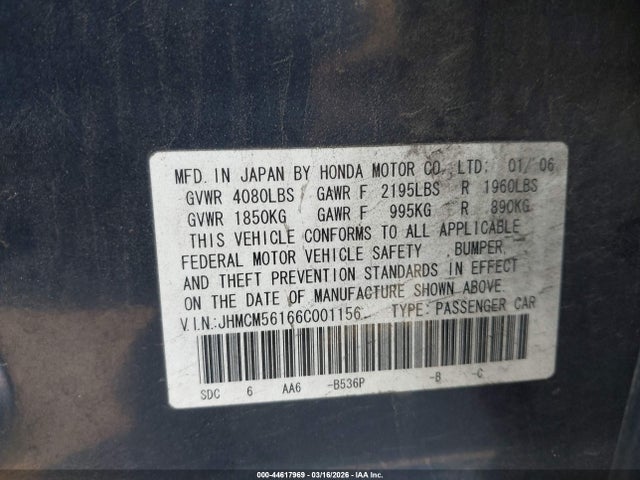 MFD. IN JAPAN BY HONDA MOTOR CO.,LTD: 01/ 06
GVWR 4080LBS GAWR F 2195LBS R 1960LBS
GVWR 1850KG GAWR F 995KG R 890KG
THIS VEHICLE CONFORMS TO ALL APPLICABLE
FEDERAL MOTOR VEHICLE SAFETY ,BUMPER,
AND THEFT PREVENTION STANDARDS IN EFFECT
ON THE DATE OF MANUFACTURE SHOWN ABOVE.
V.I.N.:JHMCM56166C001156 TYPE: PASSENGER CAR
SDC 6 AA6 -B536P -B -C
000-44617969 - 03/16/2026 - IAA Inc.